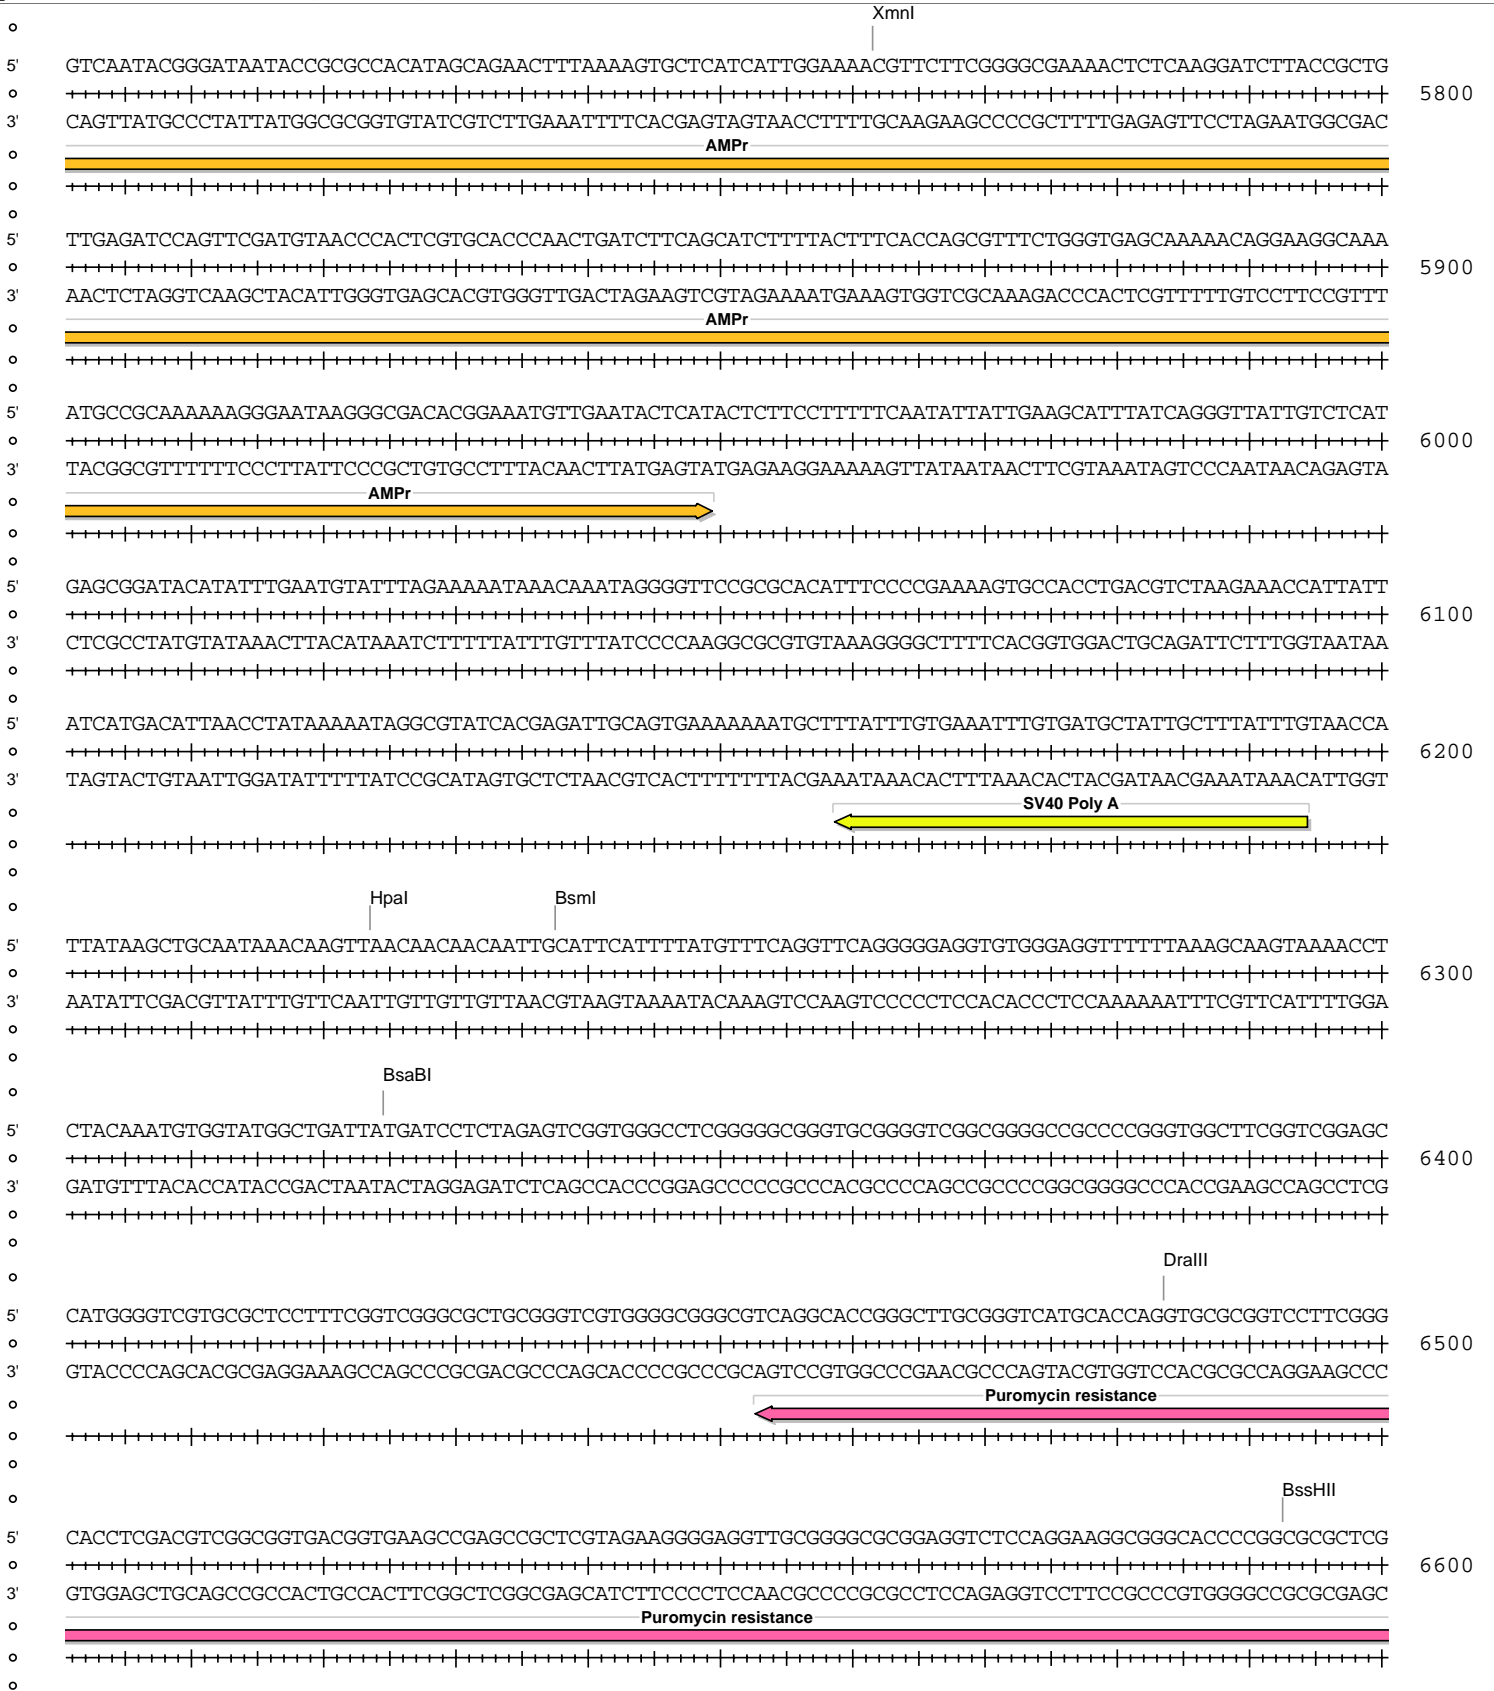 XmnI
5' GTCAATACGGGATAATACCGCGCCACATAGCAGAACTTTAAAAGTGCTCATCATTGGAAAACGTTCTTCGGGGCGAAAACTCTCAAGGATCTTACCGCTG
5800
3' CAGTTATGCCCTATTATGGCGCGGTGTATCGTCTTGAAATTTTCACGAGTAGTAACCTTTTGCAAGAAGCCCCGCTTTTGAGAGTTCCTAGAATGGCGAC
AMPr
5' TTGAGATCCAGTTCGATGTAACCCACTCGTGCACCCAACTGATCTTCAGCATCTTTTACTTTCACCAGCGTTTCTGGGTGAGCAAAAACAGGAAGGCAAA
5900
3' AACTCTAGGTCAAGCTACATTGGGTGAGCACGTGGGTTGACTAGAAGTCGTAGAAAATGAAAGTGGTCGCAAAGACCCACTCGTTTTTGTCCTTCCGTTT
AMPr
5' ATGCCGCAAAAAAGGGAATAAGGGCGACACGGAAATGTTGAATACTCATACTCTTCCTTTTTCAATATTATTGAAGCATTTATCAGGGTTATTGTCTCAT
6000
3' TACGGCGTTTTTTCCCTTATTCCCGCTGTGCCTTTACAACTTATGAGTATGAGAAGGAAAAAGTTATAATAACTTCGTAAATAGTCCCAATAACAGAGTA
AMPr
5' GAGCGGATACATATTTGAATGTATTTAGAAAAATAAACAAATAGGGGTTCCGCGCACATTTCCCCGAAAAGTGCCACCTGACGTCTAAGAAACCATTATT
6100
3' CTCGCCTATGTATAAACTTACATAAATCTTTTTATTTGTTTATCCCCAAGGCGCGTGTAAAGGGGCTTTTCACGGTGGACTGCAGATTCTTTGGTAATAA
5' ATCATGACATTAACCTATAAAAATAGGCGTATCACGAGATTGCAGTGAAAAAAATGCTTTATTTGTGAAATTTGTGATGCTATTGCTTTATTTGTAACCA
6200
3' TAGTACTGTAATTGGATATTTTTATCCGCATAGTGCTCTAACGTCACTTTTTTTACGAAATAAACACTTTAAACACTACGATAACGAAATAAACATTGGT
SV40 Poly A
HpaI BsmI
5' TTATAAGCTGCAATAAACAAGTTAACAACAACAATTGCATTCATTTTATGTTTCAGGTTCAGGGGGAGGTGTGGGAGGTTTTTTAAAGCAAGTAAAACCT
6300
3' AATATTCGACGTTATTTGTTCAATTGTTGTTGTTAACGTAAGTAAAATACAAAGTCCAAGTCCCCCTCCACACCCTCCAAAAAATTTCGTTCATTTTGGA
BsaBI
5' CTACAAATGTGGTATGGCTGATTATGATCCTCTAGAGTCGGTGGGCCTCGGGGGCGGGTGCGGGGTCGGCGGGGCCGCCCCGGGTGGCTTCGGTCGGAGC
6400
3' GATGTTTACACCATACCGACTAATACTAGGAGATCTCAGCCACCCGGAGCCCCCGCCCACGCCCCAGCCGCCCCGGCGGGGCCCACCGAAGCCAGCCTCG
DraIII
5' CATGGGGTCGTGCGCTCCTTTCGGTCGGGCGCTGCGGGTCGTGGGGCGGGCGTCAGGCACCGGGCTTGCGGGTCATGCACCAGGTGCGCGGTCCTTCGGG
6500
3' GTACCCCAGCACGCGAGGAAAGCCAGCCCGCGACGCCCAGCACCCCGCCCGCAGTCCGTGGCCCGAACGCCCAGTACGTGGTCCACGCGCCAGGAAGCCC
Puromycin resistance
BssHII
5' CACCTCGACGTCGGCGGTGACGGTGAAGCCGAGCCGCTCGTAGAAGGGGAGGTTGCGGGGCGCGGAGGTCTCCAGGAAGGCGGGCACCCCGGCGCGCTCG
6600
3' GTGGAGCTGCAGCCGCCACTGCCACTTCGGCTCGGCGAGCATCTTCCCCTCCAACGCCCCGCGCCTCCAGAGGTCCTTCCGCCCGTGGGGCCGCGCGAGC
Puromycin resistance